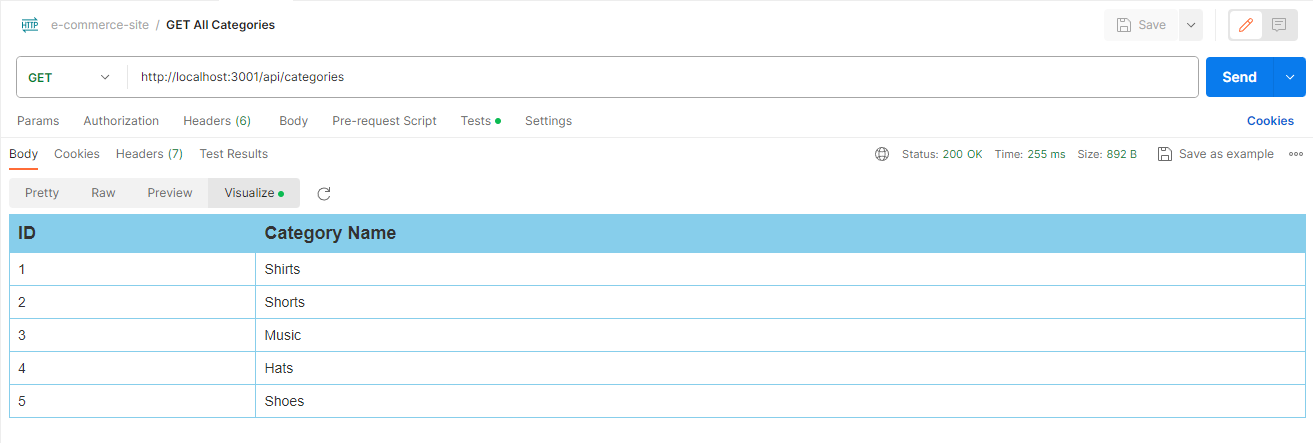 HTTP e-commerce-site / GET All Categories Save
GET http://localhost:3001/api/categories Send
Params Authorization Headers (6) Body Pre-request Script Tests Settings Cookies
Body Cookies Headers (7) Test Results Status: 200 OK Time: 255 ms Size: 892 B Save as example
Pretty Raw Preview Visualize
ID Category Name
1 Shirts
2 Shorts
3 Music
4 Hats
5 Shoes